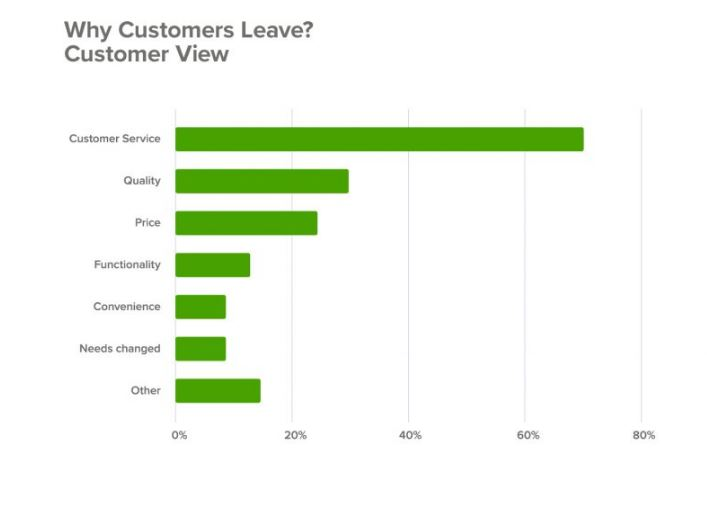 Why Customers Leave?
Customer View
Customer Service
Quality
Price
Functionality
Convenience
Needs changed
Other
0% 20% 40% 60% 80%